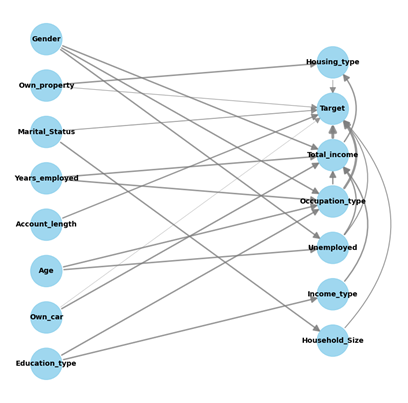 Gender
Own_property
Marital_Status
Years_employed
Account_length
Age
Own_car
Education_type
Housing_type
Target
Total_income
Occupation_type
Unemployed
Income_type
Household_Size